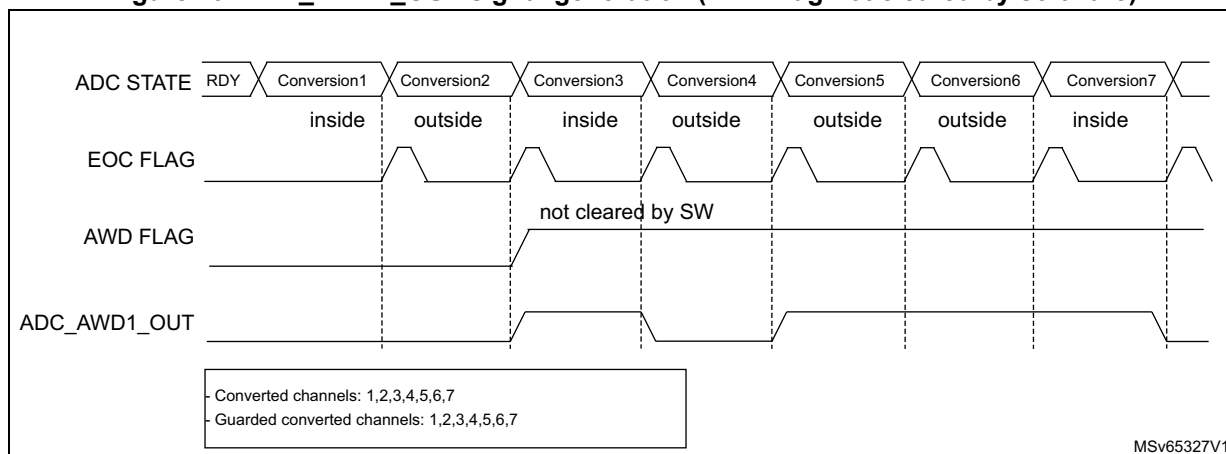 ADC STATE RDY Conversion1 Conversion2 Conversion3 Conversion4 Conversion5 Conversion6 Conversion7
inside outside inside outside outside outside inside
EOC FLAG
not cleared by SW
AWD FLAG
ADC_AWD1_OUT
- Converted channels: 1,2,3,4,5,6,7
- Guarded converted channels: 1,2,3,4,5,6,7
MSv65327V1